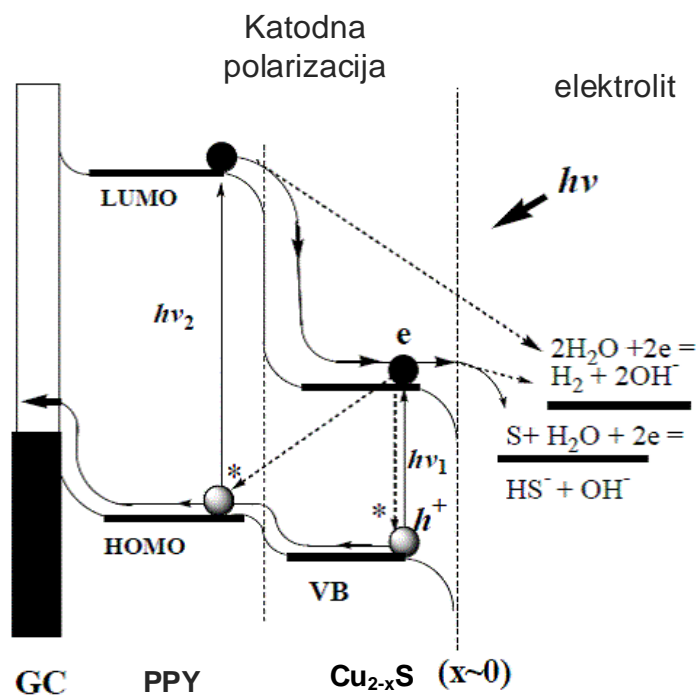 Katodna
polarizacija
elektrolit
hν
LUMO
hν₂
e
2H₂O +2e =
H₂ + 2OH⁻
S+ H₂O + 2e =
HS⁻ + OH⁻
hν₁
*
*
h⁺
HOMO
VB
GC
PPY
Cu₂₋ₓS (x~0)